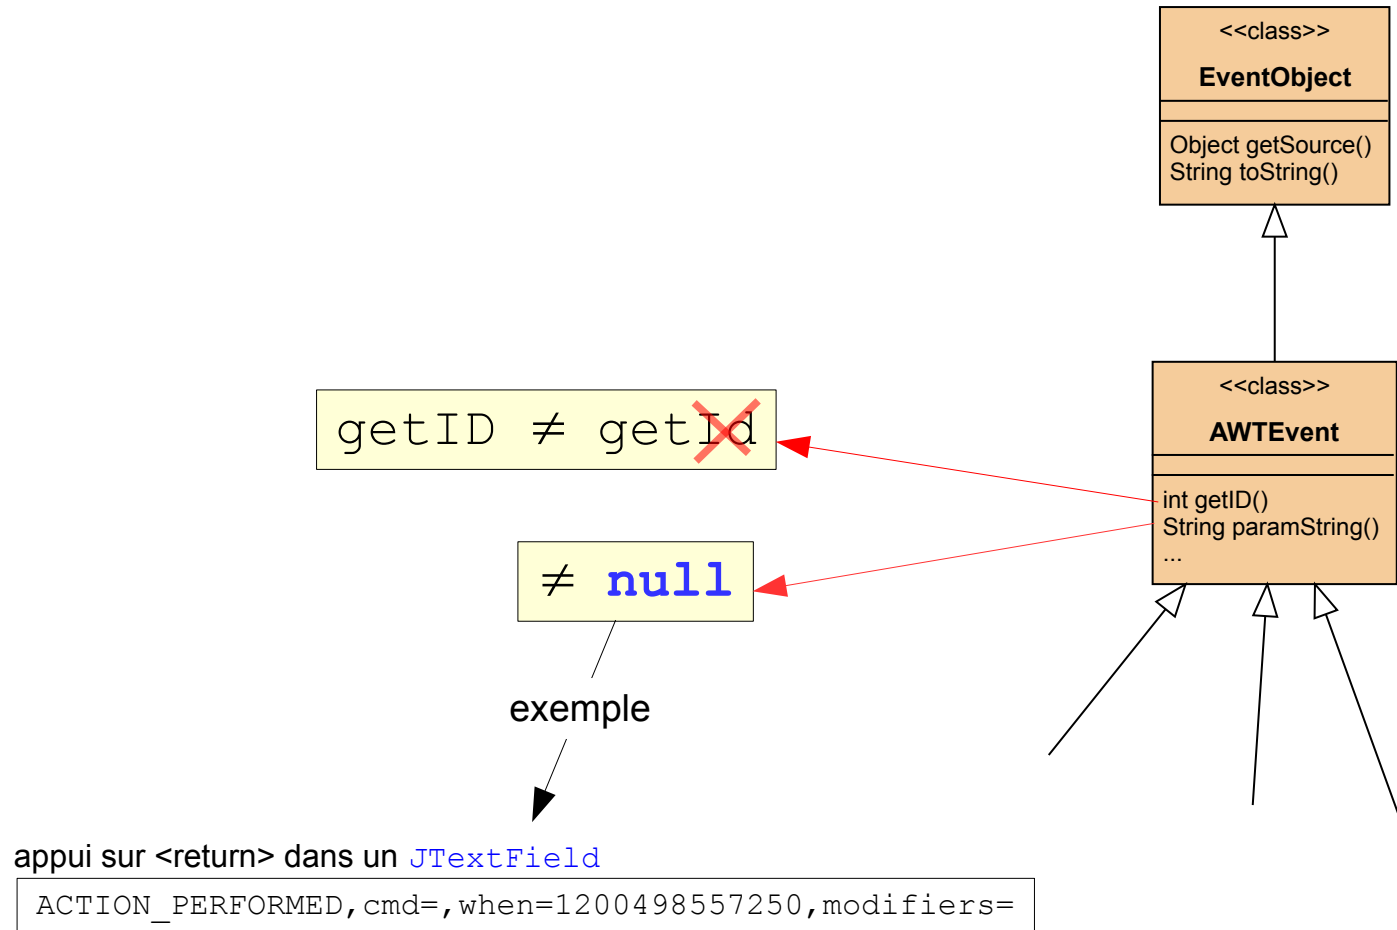 <<class>>
EventObject
Object getSource()
String toString()
<<class>>
AWTEvent
int getID()
String paramString()
...
getID ≠ getId
≠ null
exemple
appui sur <return> dans un JTextField
ACTION_PERFORMED,cmd=,when=1200498557250,modifiers=